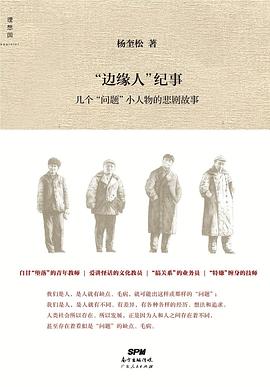 理想国
imaginist
杨奎松 著
“边缘人”纪事
几个“问题”小人物的悲剧故事
自甘“堕落”的青年教师 | 爱讲怪话的文化教员 | “搞关系”的业务员 | “特嫌”缠身的技师
我们是人，是人就有缺点、毛病，就可能出这样或那样的“问题”；
我们是人，是人就有不同、有差异，有各种各样的经历、想法和追求。
人类社会所以存在，所以发展，正是因为人和人之间存在着不同，
甚至存在着看似是“问题”的缺点、毛病。
SPM
南方出版传媒
广东人民出版社